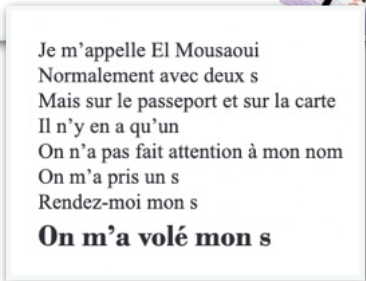 Je m’appelle El Mousaoui
Normalement avec deux s
Mais sur le passeport et sur la carte
Il n’y en a qu’un
On n’a pas fait attention à mon nom
On m’a pris un s
Rendez-moi mon s
On m’a volé mon s